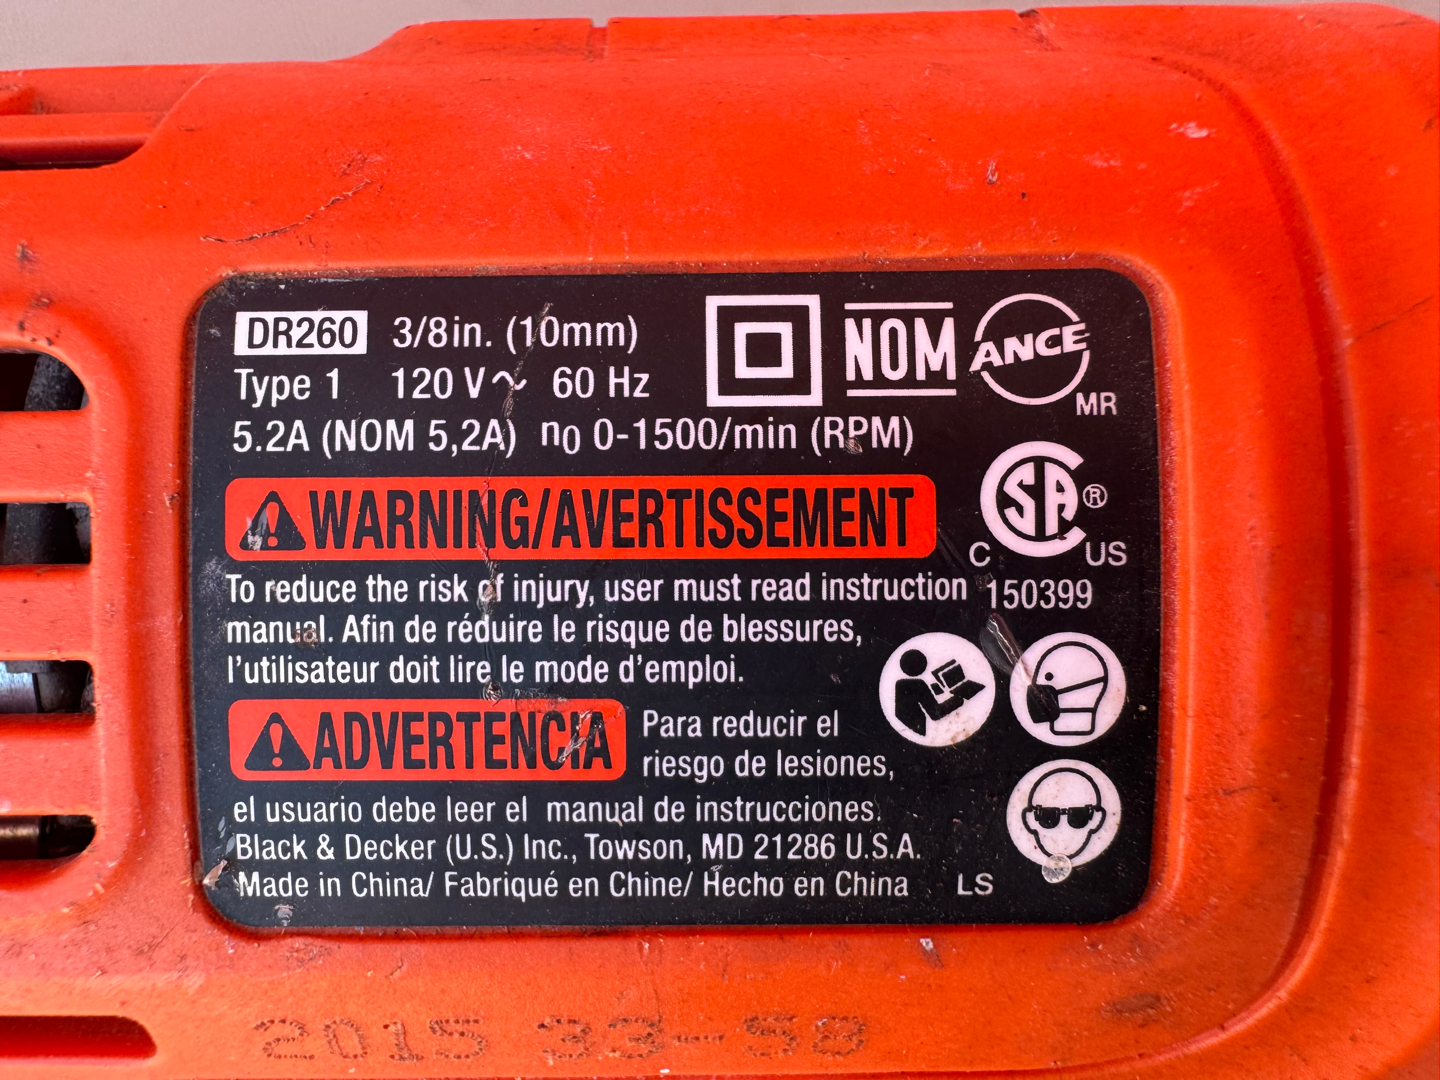 DR260 3/8in. (10mm)
Type 1 120 V~ 60 Hz
5.2A (NOM 5,2A) n0 0-1500/min (RPM)
NOM
ANCE
MR
WARNING/AVERTISSEMENT
To reduce the risk of injury, user must read instruction
manual. Afin de réduire le risque de blessures,
l'utilisateur doit lire le mode d'emploi.
SA ®
C US
150399
ADVERTENCIA Para reducir el
riesgo de lesiones,
el usuario debe leer el manual de instrucciones.
Black & Decker (U.S.) Inc., Towson, MD 21286 U.S.A.
Made in China/ Fabriqué en Chine/ Hecho en China LS
2015 33-58